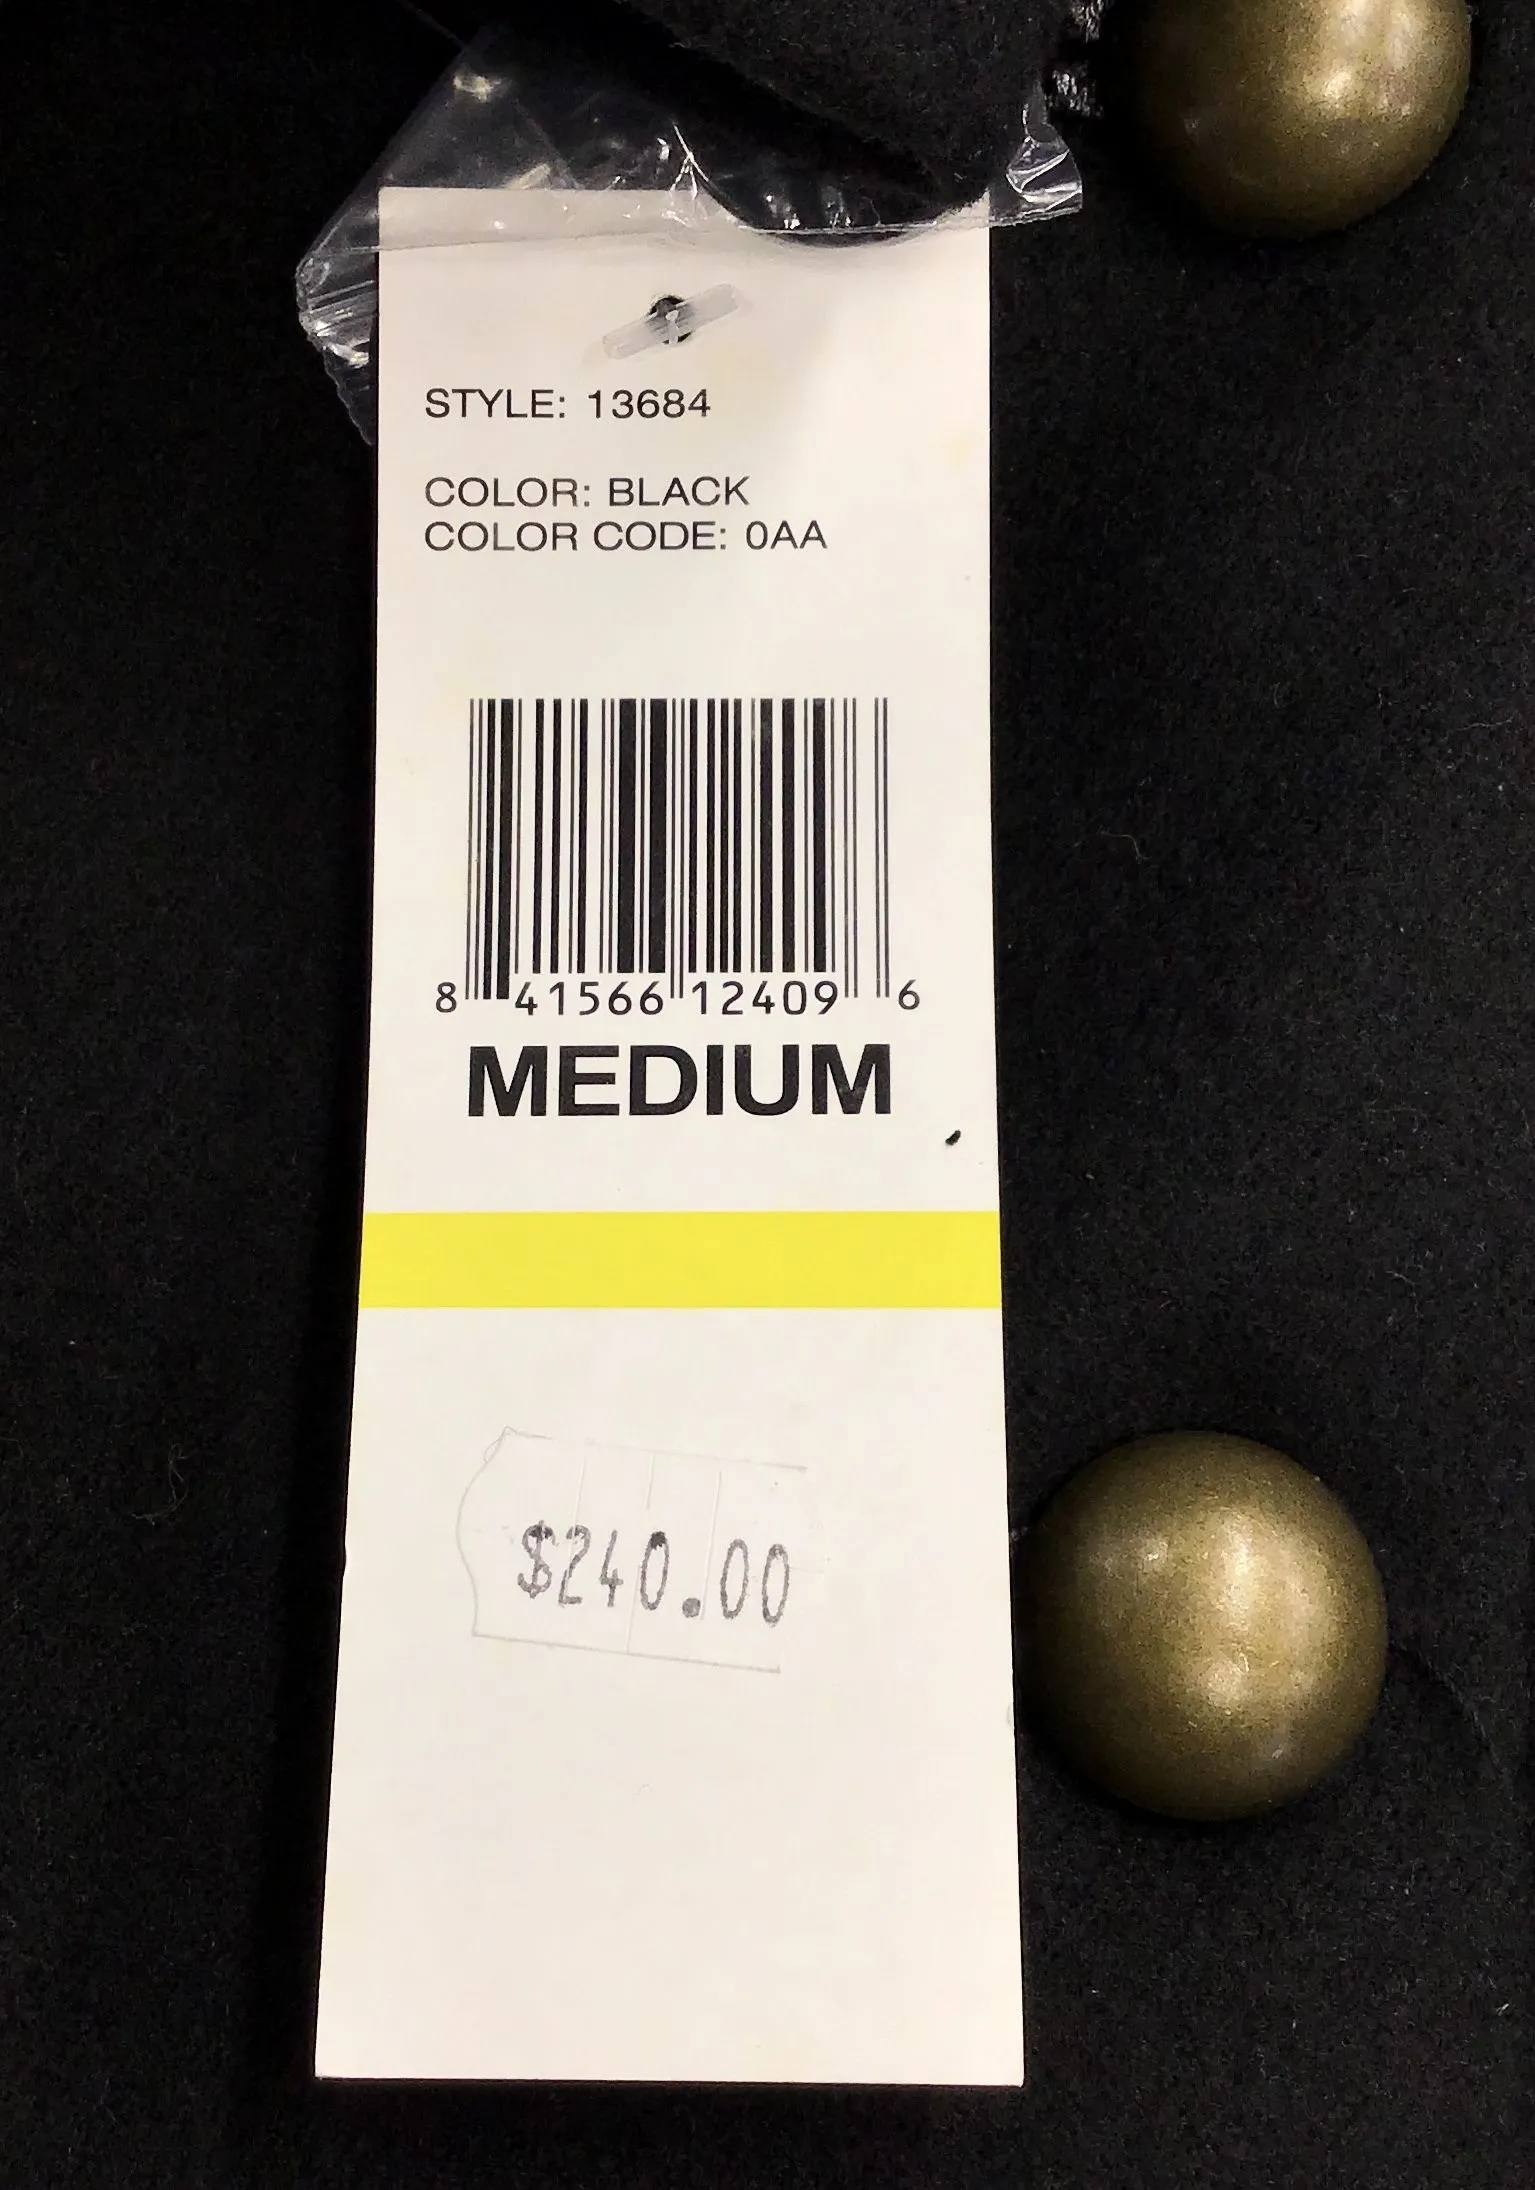 STYLE: 13684
COLOR: BLACK
COLOR CODE: 0AA
8 41566 12409 6
MEDIUM
$240.00